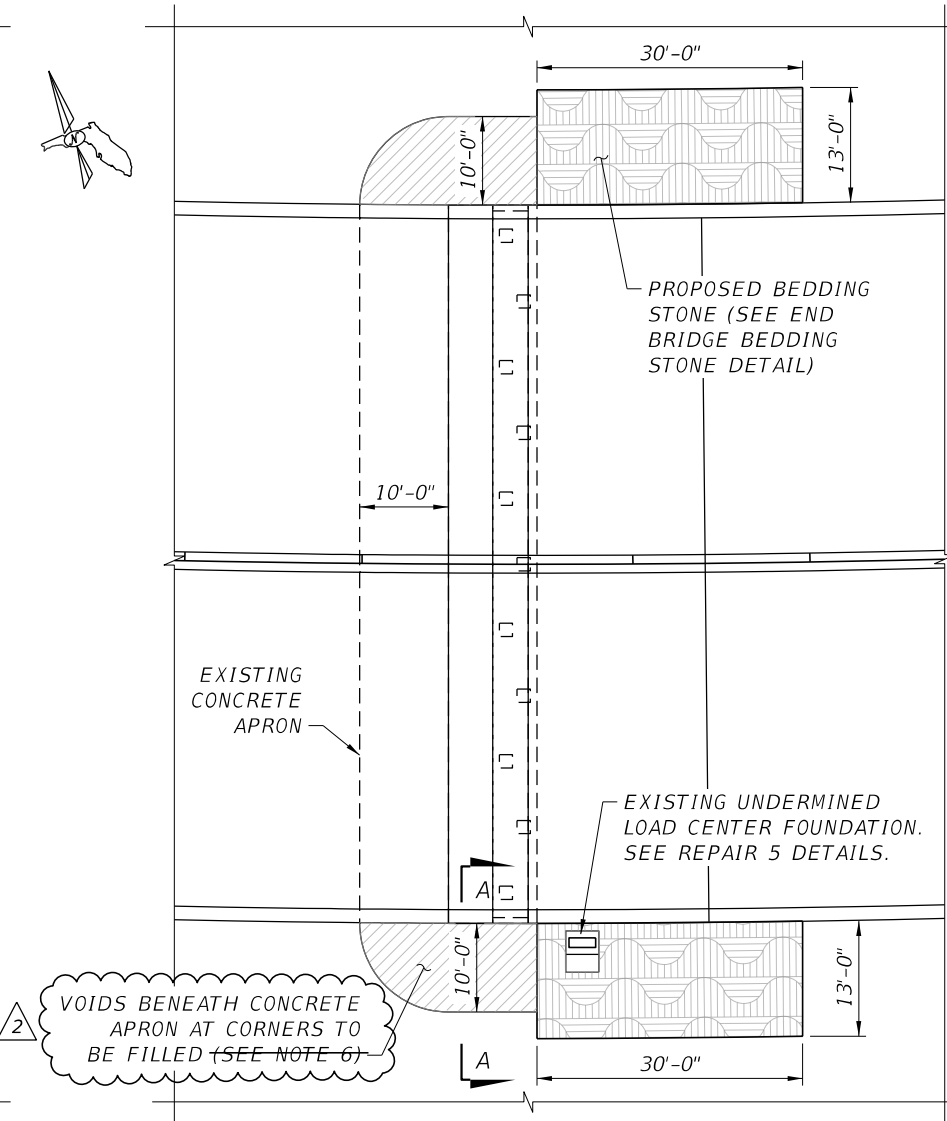 30'-0"
N
10'-0"
13'-0"
PROPOSED BEDDING
STONE (SEE END
BRIDGE BEDDING
STONE DETAIL)
10'-0"
EXISTING
CONCRETE
APRON
EXISTING UNDERMINED
LOAD CENTER FOUNDATION.
SEE REPAIR 5 DETAILS.
A
10'-0"
13'-0"
2
VOIDS BENEATH CONCRETE
APRON AT CORNERS TO
BE FILLED (SEE NOTE 6)
A
30'-0"